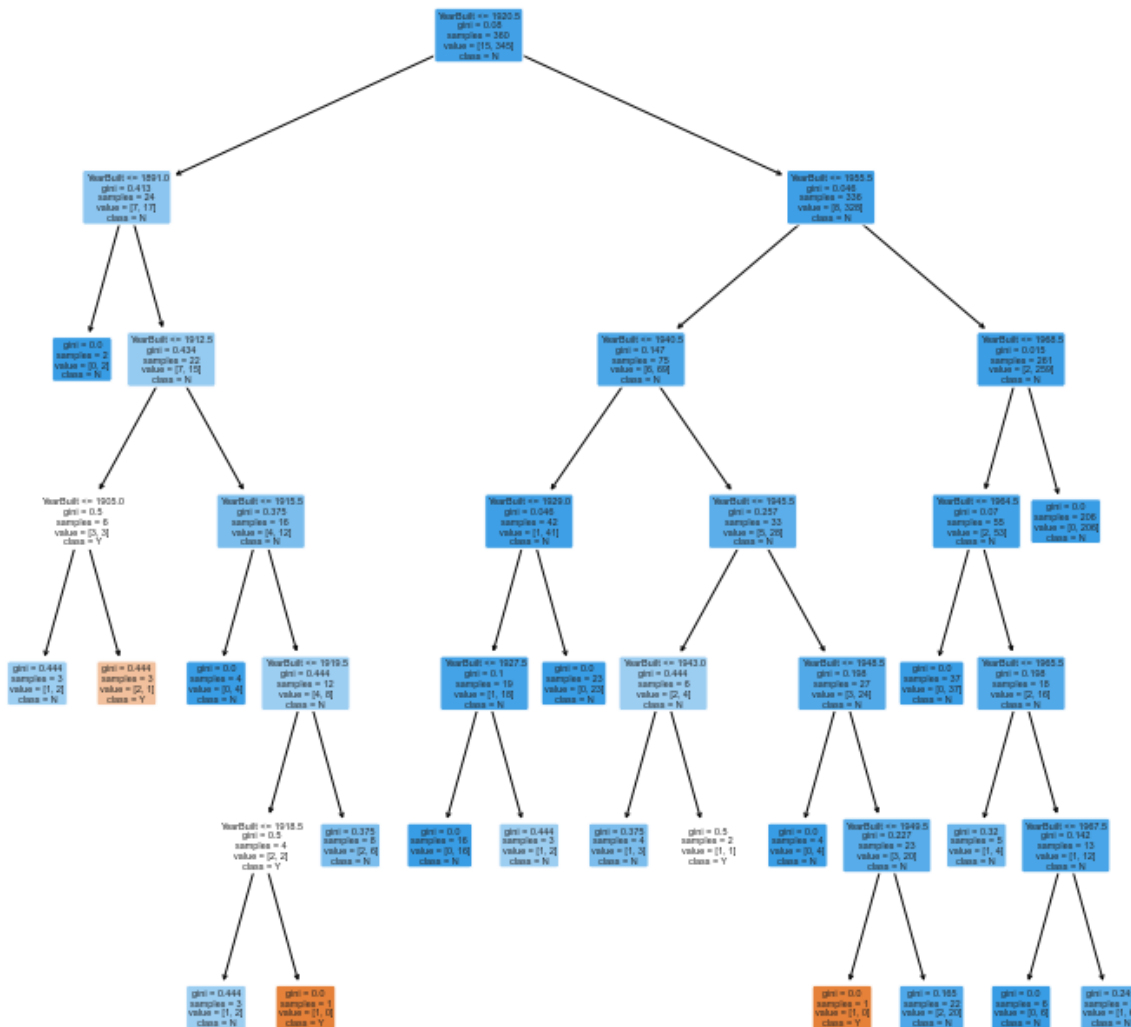 YearBuilt <= 1920.5
gini = 0.08
samples = 360
value = [15, 345]
class = N
YearBuilt <= 1891.0
gini = 0.413
samples = 24
value = [7, 17]
class = N
YearBuilt <= 1955.5
gini = 0.046
samples = 336
value = [8, 328]
class = N
gini = 0.0
samples = 2
value = [0, 2]
class = N
YearBuilt <= 1912.5
gini = 0.434
samples = 22
value = [7, 15]
class = N
YearBuilt <= 1940.5
gini = 0.147
samples = 75
value = [6, 69]
class = N
YearBuilt <= 1968.5
gini = 0.015
samples = 261
value = [2, 259]
class = N
YearBuilt <= 1905.0
gini = 0.5
samples = 6
value = [3, 3]
class = Y
YearBuilt <= 1915.5
gini = 0.375
samples = 16
value = [4, 12]
class = N
YearBuilt <= 1929.0
gini = 0.046
samples = 42
value = [1, 41]
class = N
YearBuilt <= 1945.5
gini = 0.257
samples = 33
value = [5, 28]
class = N
YearBuilt <= 1964.5
gini = 0.07
samples = 55
value = [2, 53]
class = N
gini = 0.0
samples = 206
value = [0, 206]
class = N
gini = 0.444
samples = 3
value = [1, 2]
class = N
gini = 0.444
samples = 3
value = [2, 1]
class = Y
gini = 0.0
samples = 4
value = [0, 4]
class = N
YearBuilt <= 1919.5
gini = 0.444
samples = 12
value = [4, 8]
class = N
YearBuilt <= 1927.5
gini = 0.1
samples = 19
value = [1, 18]
class = N
gini = 0.0
samples = 23
value = [0, 23]
class = N
YearBuilt <= 1943.0
gini = 0.444
samples = 6
value = [2, 4]
class = N
YearBuilt <= 1948.5
gini = 0.198
samples = 27
value = [3, 24]
class = N
gini = 0.0
samples = 37
value = [0, 37]
class = N
YearBuilt <= 1965.5
gini = 0.198
samples = 18
value = [2, 16]
class = N
YearBuilt <= 1918.5
gini = 0.5
samples = 4
value = [2, 2]
class = Y
gini = 0.375
samples = 8
value = [2, 6]
class = N
gini = 0.0
samples = 16
value = [0, 16]
class = N
gini = 0.444
samples = 3
value = [1, 2]
class = N
gini = 0.375
samples = 4
value = [1, 3]
class = N
gini = 0.5
samples = 2
value = [1, 1]
class = Y
gini = 0.0
samples = 4
value = [0, 4]
class = N
YearBuilt <= 1949.5
gini = 0.227
samples = 23
value = [3, 20]
class = N
gini = 0.32
samples = 5
value = [1, 4]
class = N
YearBuilt <= 1967.5
gini = 0.142
samples = 13
value = [1, 12]
class = N
gini = 0.444
samples = 3
value = [1, 2]
class = N
gini = 0.0
samples = 1
value = [1, 0]
class = Y
gini = 0.0
samples = 1
value = [1, 0]
class = Y
gini = 0.165
samples = 22
value = [2, 20]
class = N
gini = 0.0
samples = 6
value = [0, 6]
class = N
gini = 0.24
samples =
value = [1,
class = N